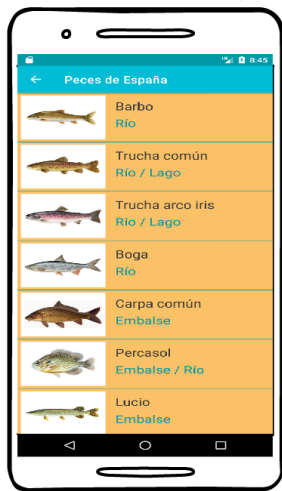 8:45
Peces de España
Barbo
Río
Trucha común
Río / Lago
Trucha arco iris
Río / Lago
Boga
Río
Carpa común
Embalse
Percasol
Embalse / Río
Lucio
Embalse